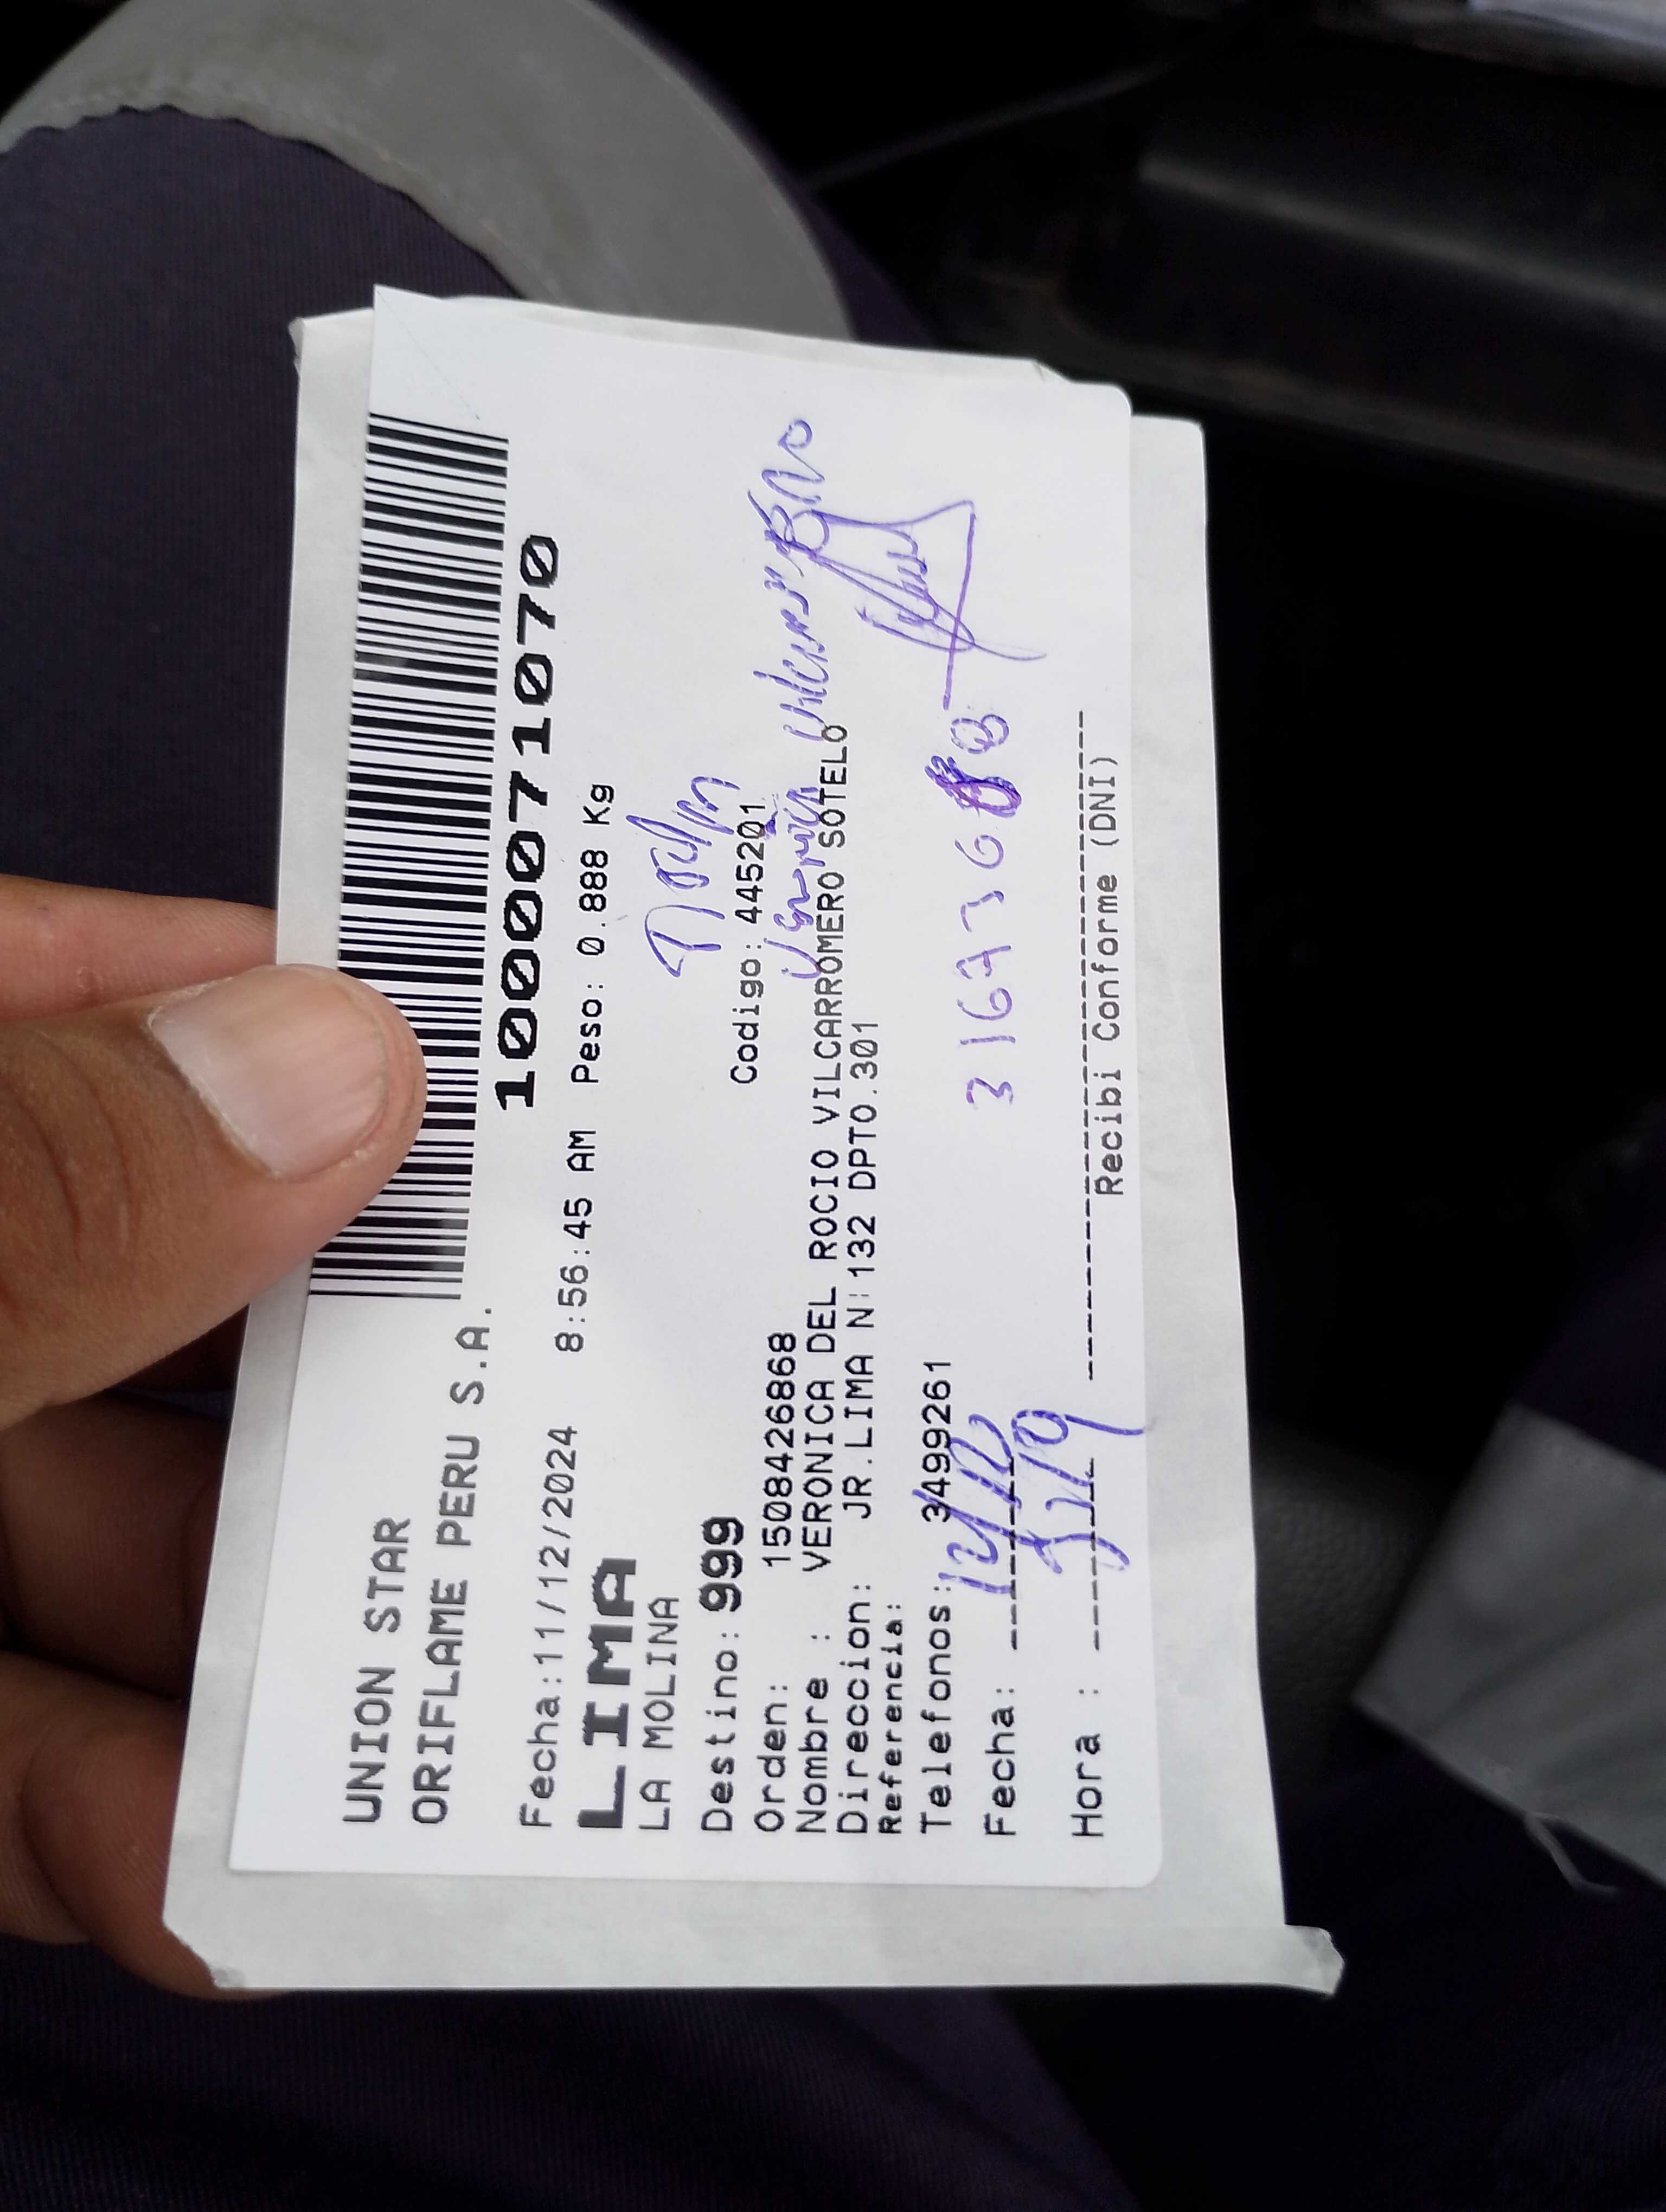 UNION STAR
ORIFLAME PERU S.A.
1000071070
Fecha:11/12/2024 8:56:45 AM Peso: 0.888 Kg
LIMA
LA MOLINA
Destino: 999 Codigo: 445201
Orden: 150842686​8
Nombre : VERONICA DEL ROCIO VILCARROMERO SOTELO
Direccion: JR.LIMA N:132 DPTO.301
Referencia:
Telefonos: 3499261
Fecha: 12/12
Hora :
Recibi Conforme (DNI)